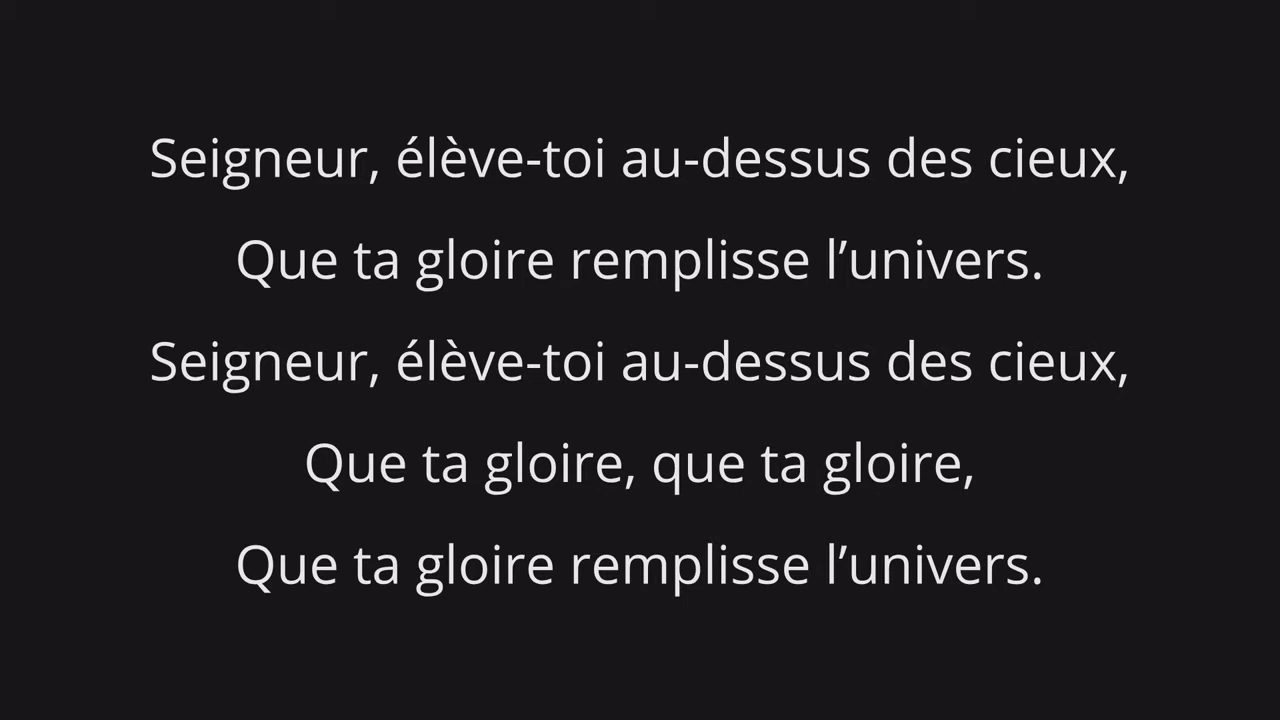 Seigneur, élève-toi au-dessus des cieux,
Que ta gloire remplisse l’univers.
Seigneur, élève-toi au-dessus des cieux,
Que ta gloire, que ta gloire,
Que ta gloire remplisse l’univers.